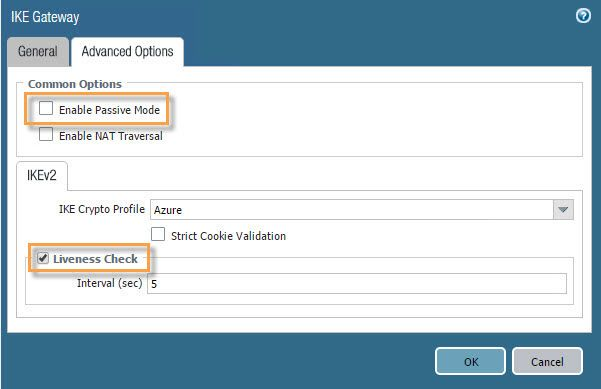 IKE Gateway
General
Advanced Options
Common Options
Enable Passive Mode
Enable NAT Traversal
IKEv2
IKE Crypto Profile Azure
Strict Cookie Validation
Liveness Check
Interval (sec) 5
OK Cancel